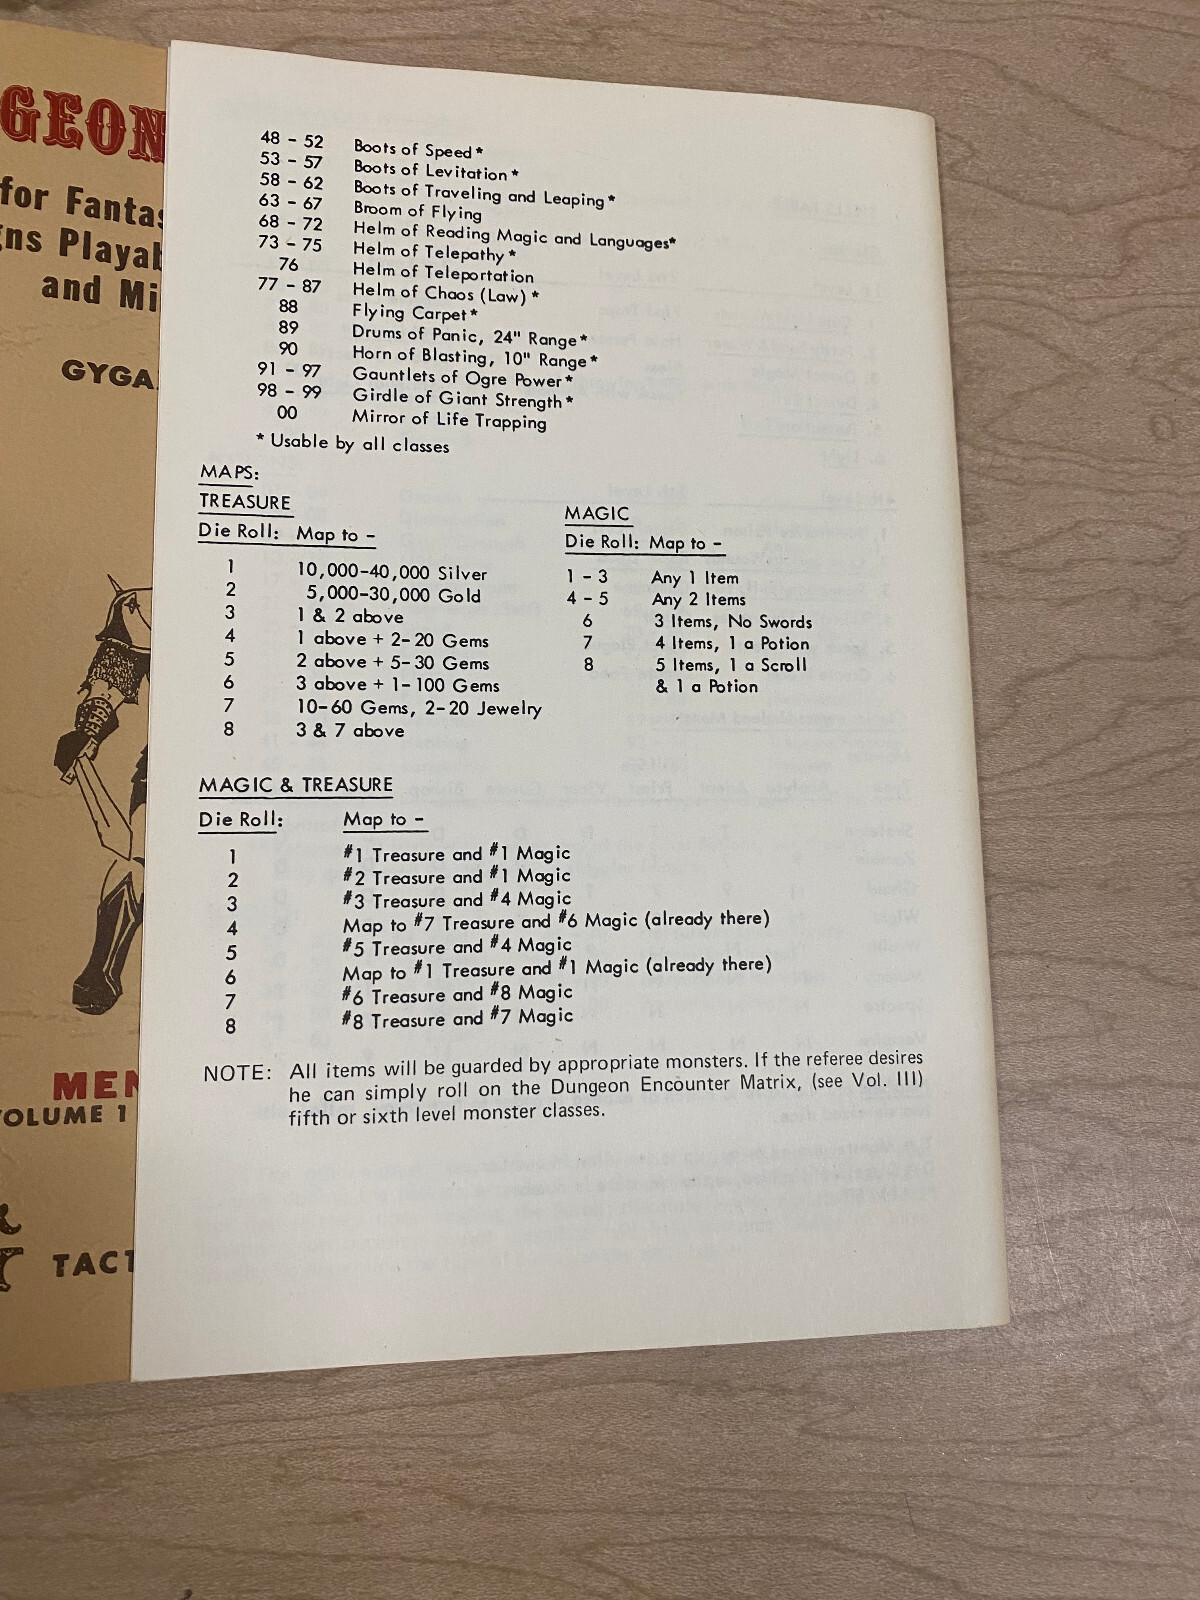 GEON
for Fantas
gns Playab
and Mi
GYGA
MEN
VOLUME 1
TACT
48 - 52 Boots of Speed*
53 - 57 Boots of Levitation*
58 - 62 Boots of Traveling and Leaping*
63 - 67 Broom of Flying
68 - 72 Helm of Reading Magic and Languages*
73 - 75 Helm of Telepathy*
76 Helm of Teleportation
77 - 87 Helm of Chaos (Law)*
88 Flying Carpet*
89 Drums of Panic, 24" Range*
90 Horn of Blasting, 10" Range*
91 - 97 Gauntlets of Ogre Power*
98 - 99 Girdle of Giant Strength*
00 Mirror of Life Trapping
* Usable by all classes
MAPS:
TREASURE
Die Roll: Map to -
1 10,000-40,000 Silver
2 5,000-30,000 Gold
3 1 & 2 above
4 1 above + 2-20 Gems
5 2 above + 5-30 Gems
6 3 above + 1-100 Gems
7 10-60 Gems, 2-20 Jewelry
8 3 & 7 above
MAGIC
Die Roll: Map to -
1 - 3 Any 1 Item
4 - 5 Any 2 Items
6 3 Items, No Swords
7 4 Items, 1 a Potion
8 5 Items, 1 a Scroll
& 1 a Potion
MAGIC & TREASURE
Die Roll: Map to -
1 #1 Treasure and #1 Magic
2 #2 Treasure and #1 Magic
3 #3 Treasure and #4 Magic
4 Map to #7 Treasure and #6 Magic (already there)
5 #5 Treasure and #4 Magic
6 Map to #1 Treasure and #1 Magic (already there)
7 #6 Treasure and #8 Magic
8 #8 Treasure and #7 Magic
NOTE: All items will be guarded by appropriate monsters. If the referee desires
he can simply roll on the Dungeon Encounter Matrix, (see Vol. III)
fifth or sixth level monster classes.